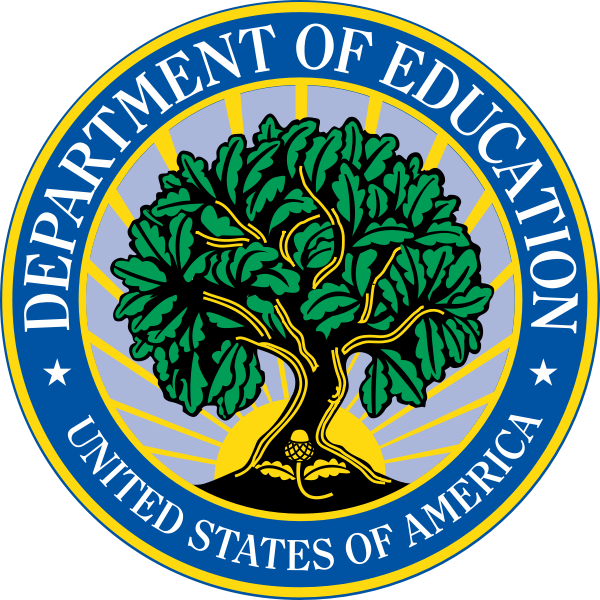 DEPARTMENT OF EDUCATION
UNITED STATES OF AMERICA